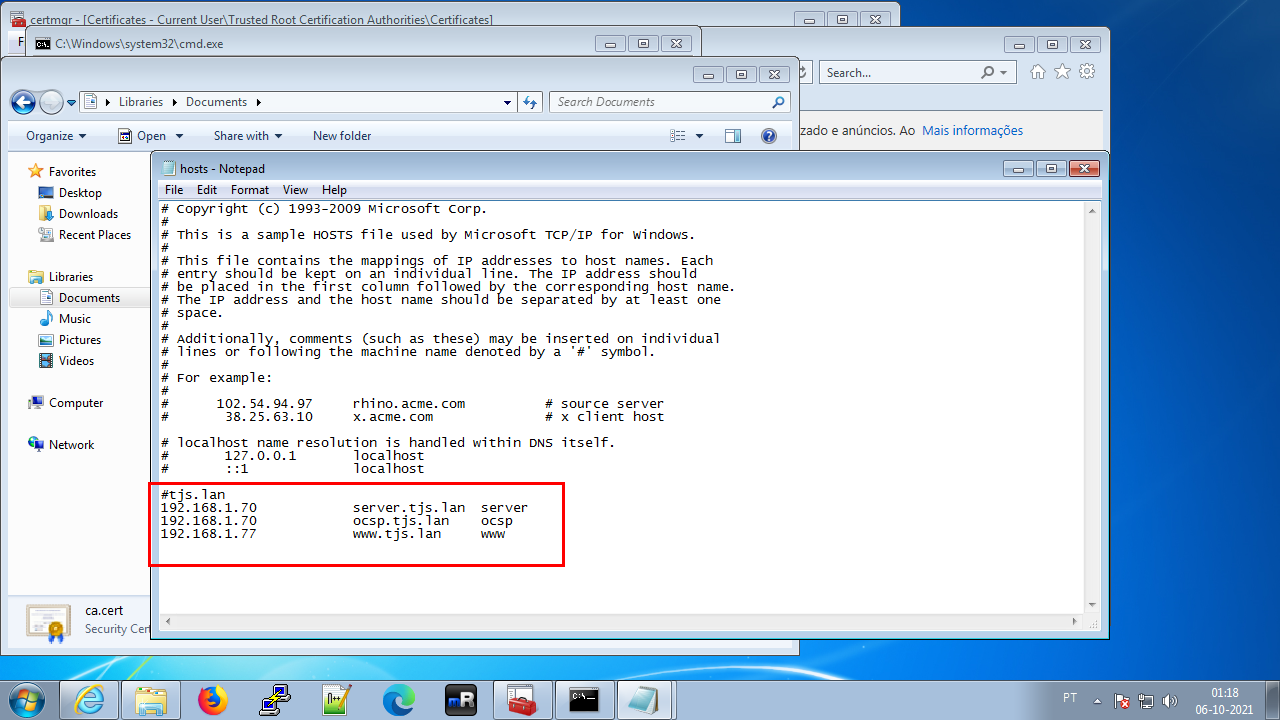 certmgr - [Certificates - Current User\Trusted Root Certification Authorities\Certificates]
F
C:\Windows\system32\cmd.exe
Search...
Libraries
Documents
Search Documents
Organize
Open
Share with
New folder
zado e anúncios. Ao Mais informações
Favorites
Desktop
Downloads
Recent Places
Libraries
Documents
Music
Pictures
Videos
Computer
Network
ca.cert
Security Cert
hosts - Notepad
File Edit Format View Help
# Copyright (c) 1993-2009 Microsoft Corp.
#
# This is a sample HOSTS file used by Microsoft TCP/IP for Windows.
#
# This file contains the mappings of IP addresses to host names. Each
# entry should be kept on an individual line. The IP address should
# be placed in the first column followed by the corresponding host name.
# The IP address and the host name should be separated by at least one
# space.
#
# Additionally, comments (such as these) may be inserted on individual
# lines or following the machine name denoted by a '#' symbol.
#
# For example:
#
#      102.54.94.97     rhino.acme.com          # source server
#       38.25.63.10     x.acme.com              # x client host
# localhost name resolution is handled within DNS itself.
#       127.0.0.1       localhost
#       ::1             localhost
#tjs.lan
192.168.1.70            server.tjs.lan  server
192.168.1.70            ocsp.tjs.lan    ocsp
192.168.1.77            www.tjs.lan     www
mR
PT
01:18
06-10-2021